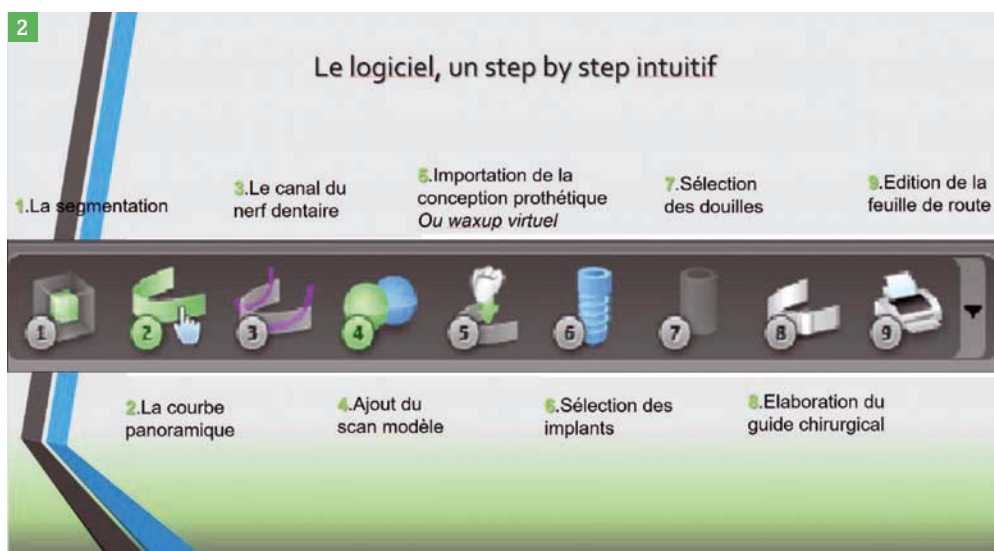 2
Le logiciel, un step by step intuitif
1.La segmentation
3.Le canal du
nerf dentaire
5.Importation de la
conception prothétique
Ou waxup virtuel
7.Sélection
des douilles
9.Edition de la
feuille de route
1 2 3 4 5 6 7 8 9
2.La courbe
panoramique
4.Ajout du
scan modèle
6.Sélection des
implants
8.Elaboration du
guide chirurgical